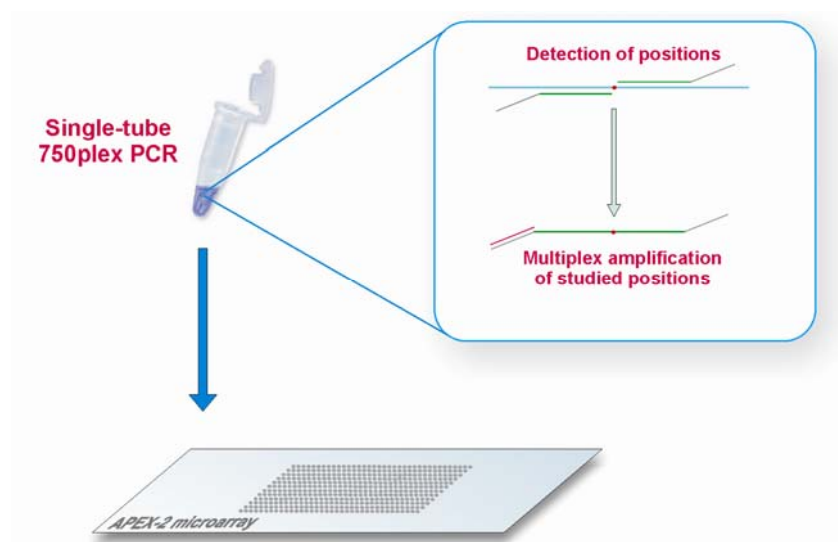 Detection of positions
Single-tube
750plex PCR
Multiplex amplification
of studied positions
APEX-2 microarray